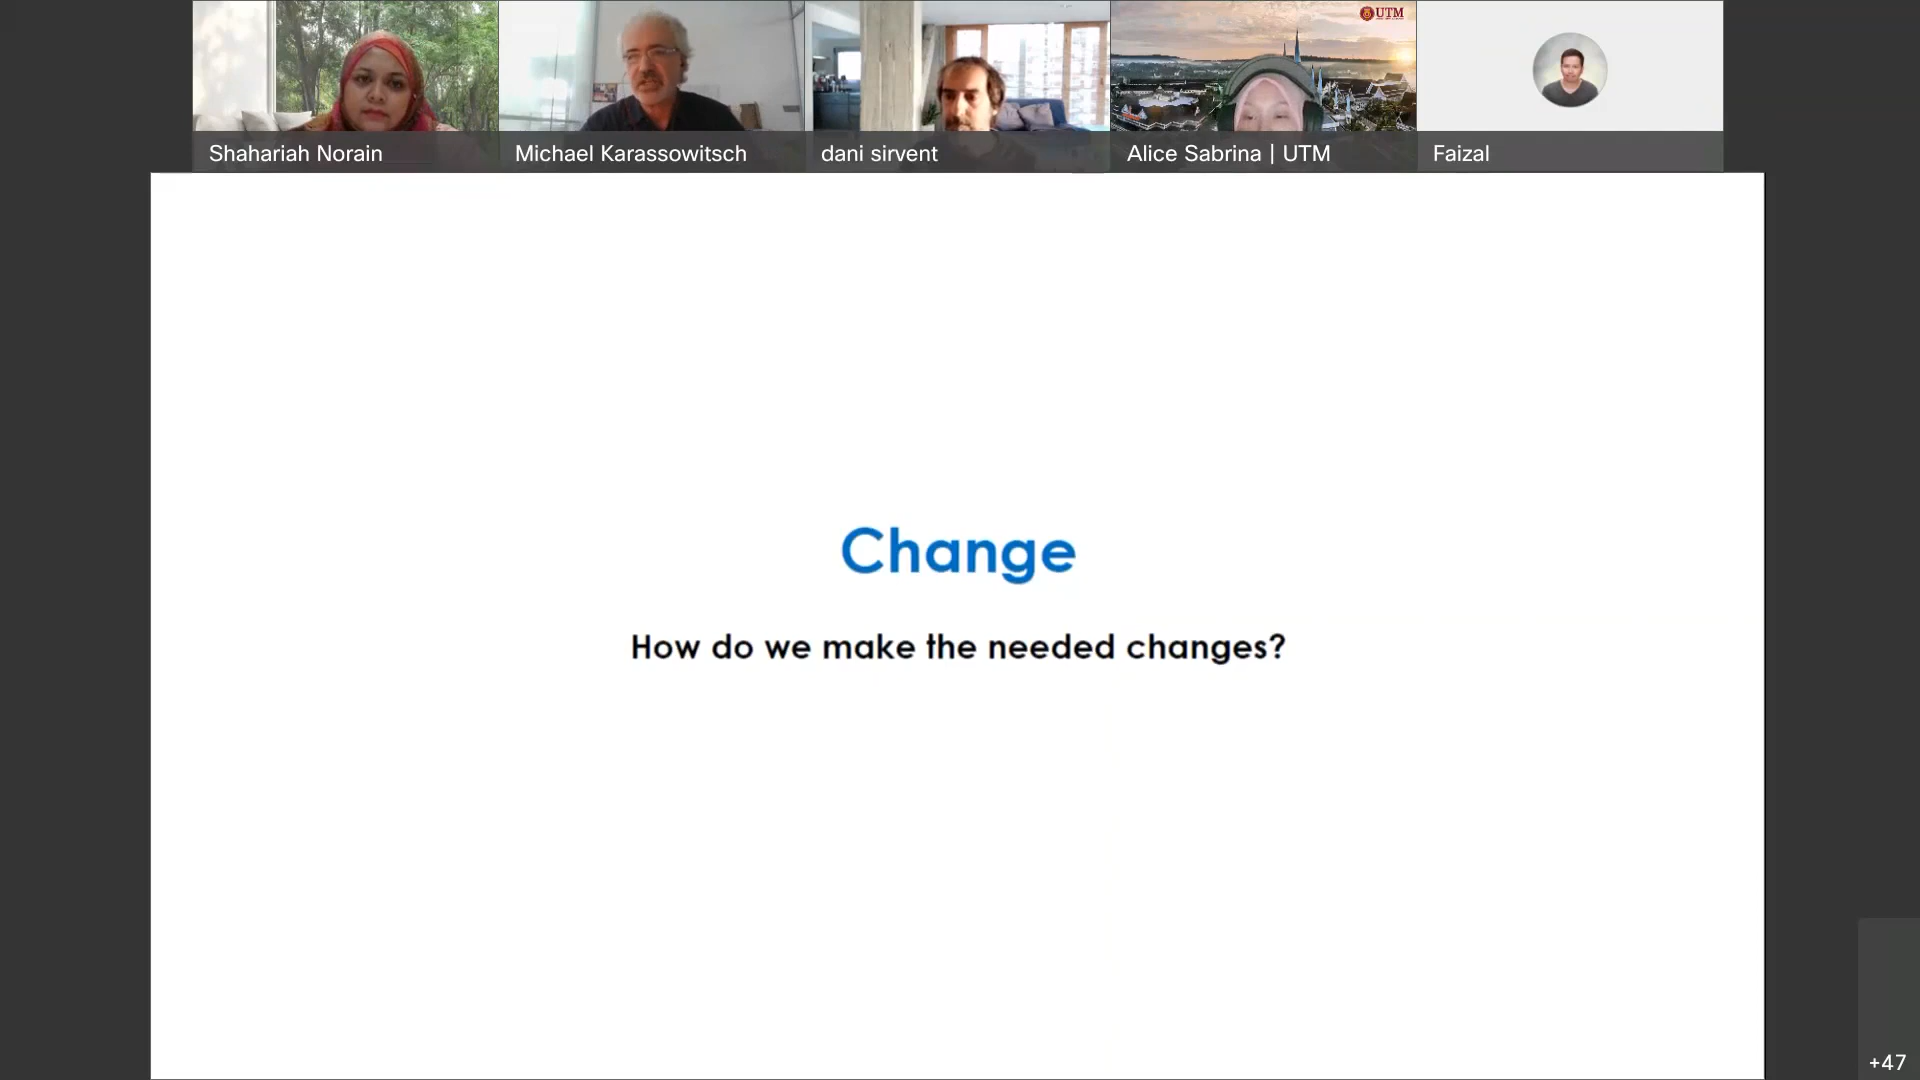 UTM
Shahariah Norain
Michael Karassowitsch
dani sirvent
Alice Sabrina | UTM
Faizal
Change
How do we make the needed changes?
+47